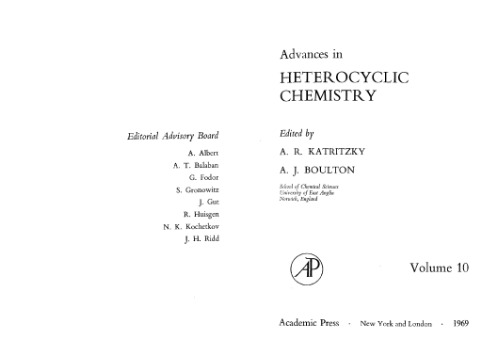 Editorial Advisory Board
A. Albert
A. T. Balaban
G. Fodor
S. Gronowitz
J. Gut
R. Huisgen
N. K. Kochetkov
J. H. Ridd
Advances in
HETEROCYCLIC
CHEMISTRY
Edited by
A. R. KATRITZKY
A. J. BOULTON
School of Chemical Sciences
University of East Anglia
Norwich, England
AP
Volume 10
Academic Press · New York and London · 1969